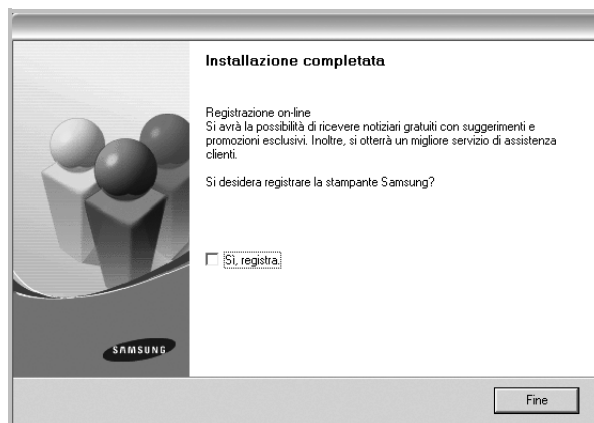 Installazione completata
Registrazione on-line
Si avrà la possibilità di ricevere notiziari gratuiti con suggerimenti e
promozioni esclusivi. Inoltre, si otterrà un migliore servizio di assistenza
clienti.
Si desidera registrare la stampante Samsung?
Sì, registra.
SAMSUNG
Fine